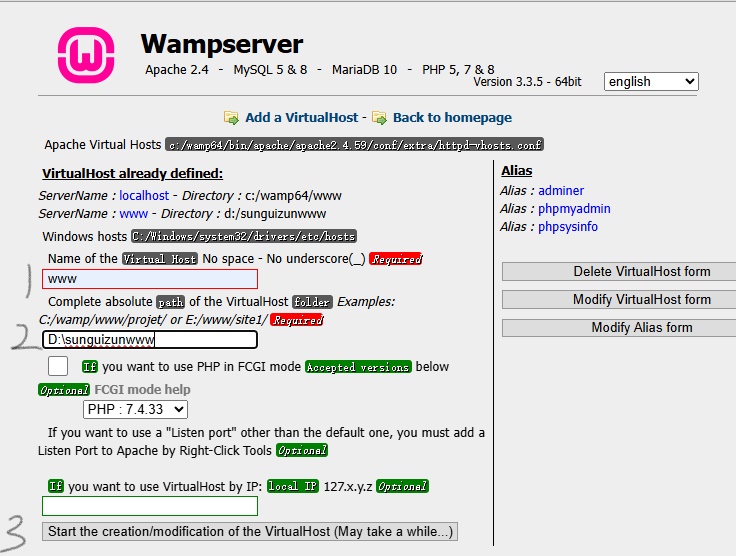 Wampserver
Apache 2.4 - MySQL 5 & 8 - MariaDB 10 - PHP 5, 7 & 8
Version 3.3.5 - 64bit
english
Add a VirtualHost - Back to homepage
Apache Virtual Hosts c:/wamp64/bin/apache/apache2.4.59/conf/extra/httpd-vhosts.conf
VirtualHost already defined:
ServerName : localhost - Directory : c:/wamp64/www
ServerName : www - Directory : d:/sunguizunwww
Windows hosts C:/Windows/system32/drivers/etc/hosts
Name of the Virtual Host No space - No underscore(_) Required
1 www
Complete absolute path of the VirtualHost folder Examples:
C:/wamp/www/projet/ or E:/www/site1/ Required
2 D:\sunguizunwww
If you want to use PHP in FCGI mode Accepted versions below
Optional FCGI mode help
PHP : 7.4.33
If you want to use a "Listen port" other than the default one, you must add a
Listen Port to Apache by Right-Click Tools Optional
If you want to use VirtualHost by IP: local IP 127.x.y.z Optional
3 Start the creation/modification of the VirtualHost (May take a while...)
Alias
Alias : adminer
Alias : phpmyadmin
Alias : phpsysinfo
Delete VirtualHost form
Modify VirtualHost form
Modify Alias form